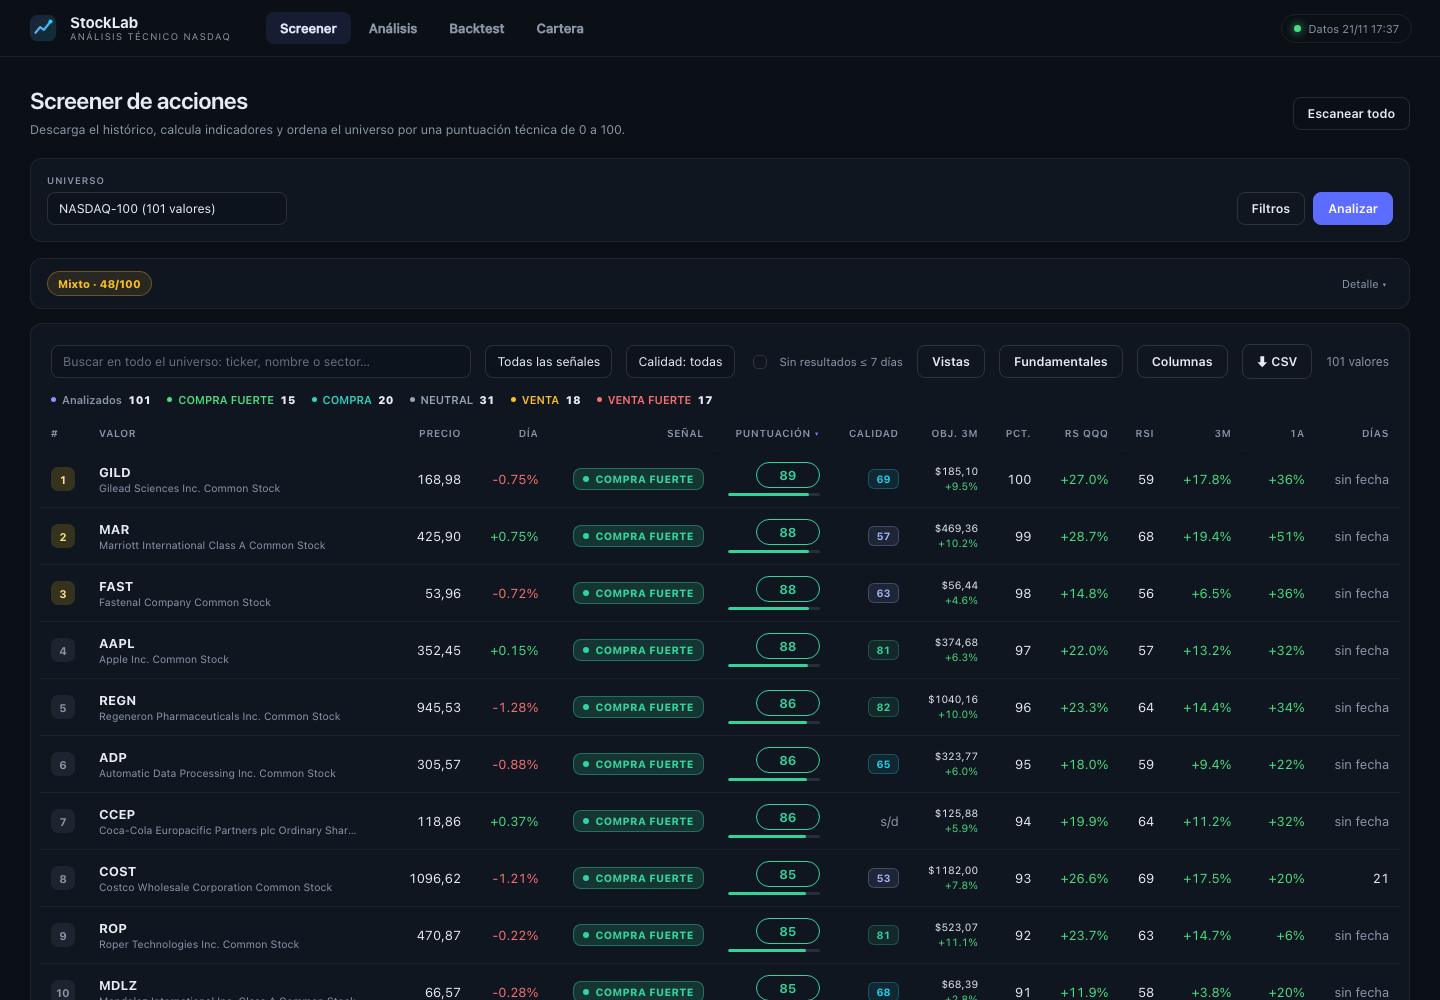 StockLab
ANÁLISIS TÉCNICO NASDAQ
Screener
Análisis
Backtest
Cartera
Datos 21/11 17:37
Screener de acciones
Descarga el histórico, calcula indicadores y ordena el universo por una puntuación técnica de 0 a 100.
Escanear todo
UNIVERSO
NASDAQ-100 (101 valores)
Filtros
Analizar
Mixto · 48/100
Detalle
Buscar en todo el universo: ticker, nombre o sector...
Todas las señales
Calidad: todas
Sin resultados ≤ 7 días
Vistas
Fundamentales
Columnas
⬇ CSV
101 valores
Analizados 101 COMPRA FUERTE 15 COMPRA 20 NEUTRAL 31 VENTA 18 VENTA FUERTE 17
# VALOR PRECIO DÍA SEÑAL PUNTUACIÓN CALIDAD OBJ. 3M PCT. RS QQQ RSI 3M 1A DÍAS
1 GILD 168,98 -0.75% COMPRA FUERTE 89 69 $185,10 100 +27.0% 59 +17.8% +36% sin fecha
Gilead Sciences Inc. Common Stock +9.5%
2 MAR 425,90 +0.75% COMPRA FUERTE 88 57 $469,36 99 +28.7% 68 +19.4% +51% sin fecha
Marriott International Class A Common Stock +10.2%
3 FAST 53,96 -0.72% COMPRA FUERTE 88 63 $56,44 98 +14.8% 56 +6.5% +36% sin fecha
Fastenal Company Common Stock +4.6%
4 AAPL 352,45 +0.15% COMPRA FUERTE 88 81 $374,68 97 +22.0% 57 +13.2% +32% sin fecha
Apple Inc. Common Stock +6.3%
5 REGN 945,53 -1.28% COMPRA FUERTE 86 82 $1040,16 96 +23.3% 64 +14.4% +34% sin fecha
Regeneron Pharmaceuticals Inc. Common Stock +10.0%
6 ADP 305,57 -0.88% COMPRA FUERTE 86 65 $323,77 95 +18.0% 59 +9.4% +22% sin fecha
Automatic Data Processing Inc. Common Stock +6.0%
7 CCEP 118,86 +0.37% COMPRA FUERTE 86 s/d $125,88 94 +19.9% 64 +11.2% +32% sin fecha
Coca-Cola Europacific Partners plc Ordinary Shar... +5.9%
8 COST 1096,62 -1.21% COMPRA FUERTE 85 53 $1182,00 93 +26.6% 69 +17.5% +20% 21
Costco Wholesale Corporation Common Stock +7.8%
9 ROP 470,87 -0.22% COMPRA FUERTE 85 81 $523,07 92 +23.7% 63 +14.7% +6% sin fecha
Roper Technologies Inc. Common Stock +11.1%
10 MDLZ 66,57 -0.28% COMPRA FUERTE 85 68 $68,39 91 +11.9% 58 +3.8% +20% sin fecha